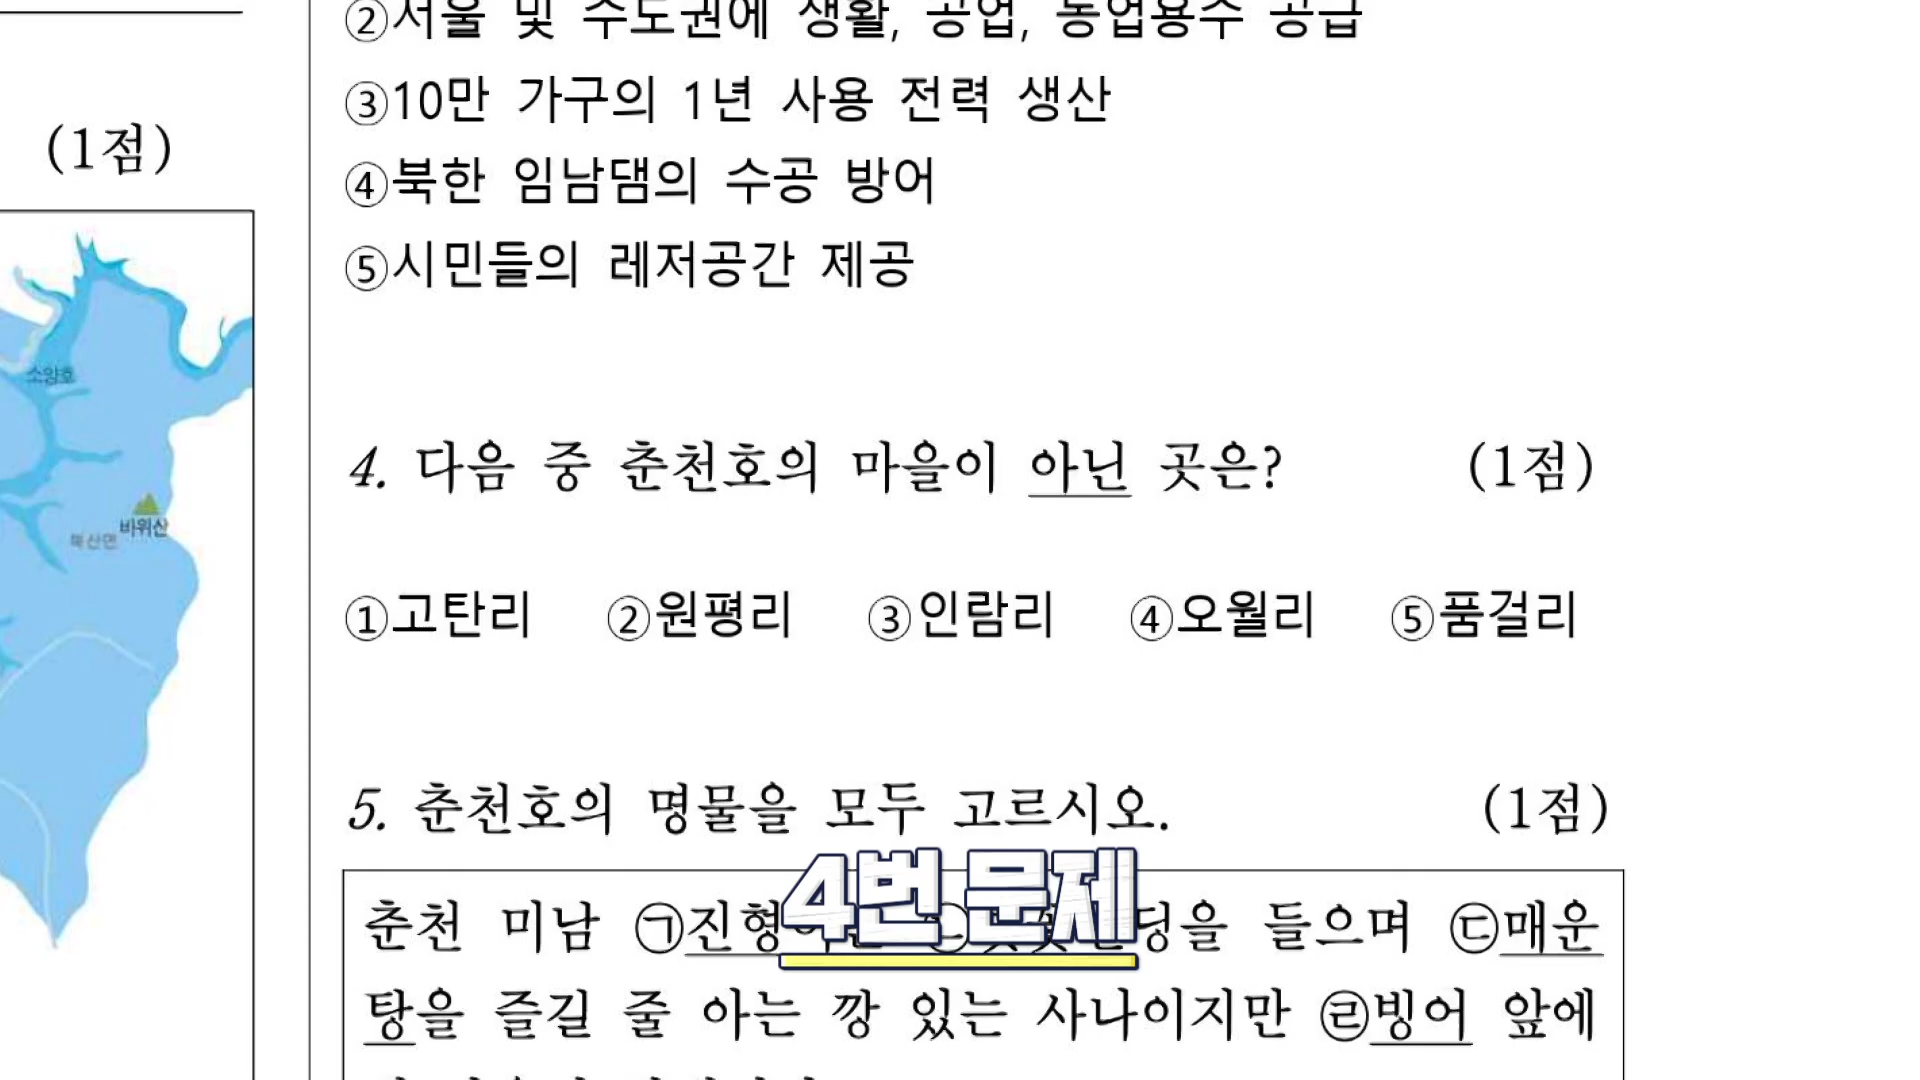 (1점)
소양호
바위산
북산면
②서울 및 수도권에 생활, 공업, 농업용수 공급
③10만 가구의 1년 사용 전력 생산
④북한 임남댐의 수공 방어
⑤시민들의 레저공간 제공
4. 다음 중 춘천호의 마을이 아닌 곳은? (1점)
①고탄리 ②원평리 ③인람리 ④오월리 ⑤품걸리
5. 춘천호의 명물을 모두 고르시오. (1점)
춘천 미남 ㉠진형 딩을 들으며 ㉢매운
탕을 즐길 줄 아는 깡 있는 사나이지만 ㉣빙어 앞에
4번 문제